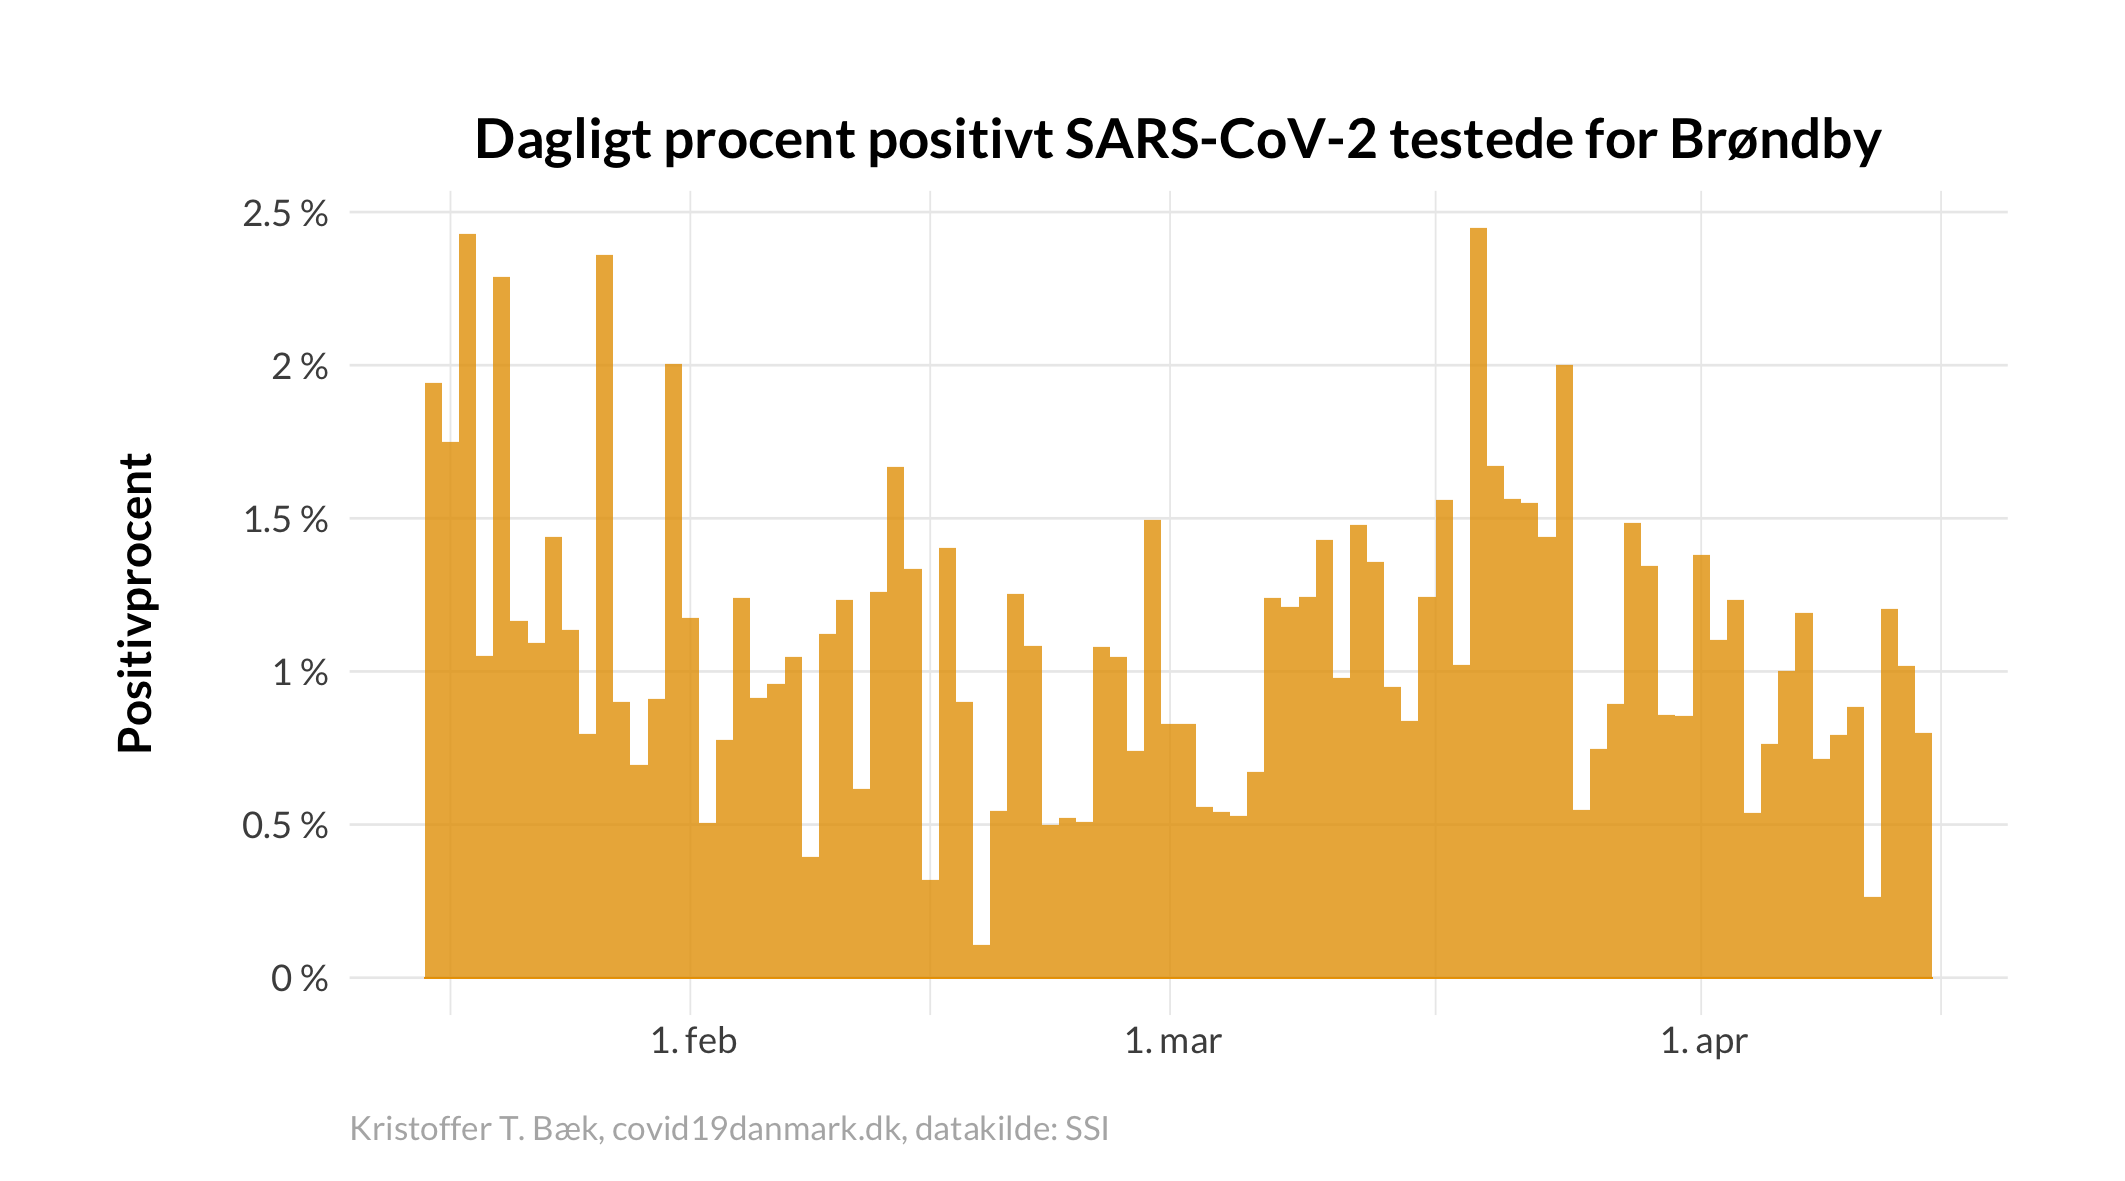 Dagligt procent positivt SARS-CoV-2 testede for Brøndby
Positivprocent
2.5 %
2 %
1.5 %
1 %
0.5 %
0 %
1. feb
1. mar
1. apr
Kristoffer T. Bæk, covid19danmark.dk, datakilde: SSI